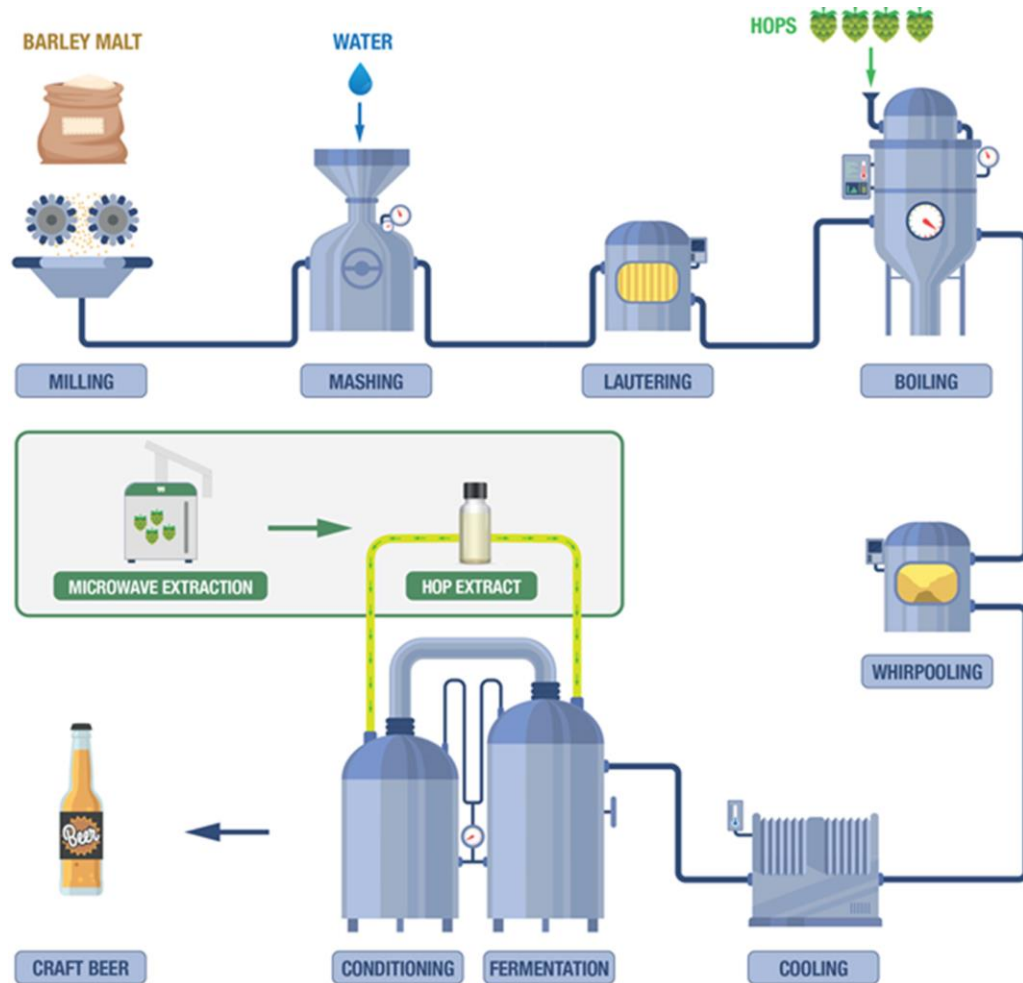 BARLEY MALT
WATER
HOPS
MILLING
MASHING
LAUTERING
BOILING
MICROWAVE EXTRACTION
HOP EXTRACT
WHIRPOOLING
Beer
CRAFT BEER
CONDITIONING
FERMENTATION
COOLING